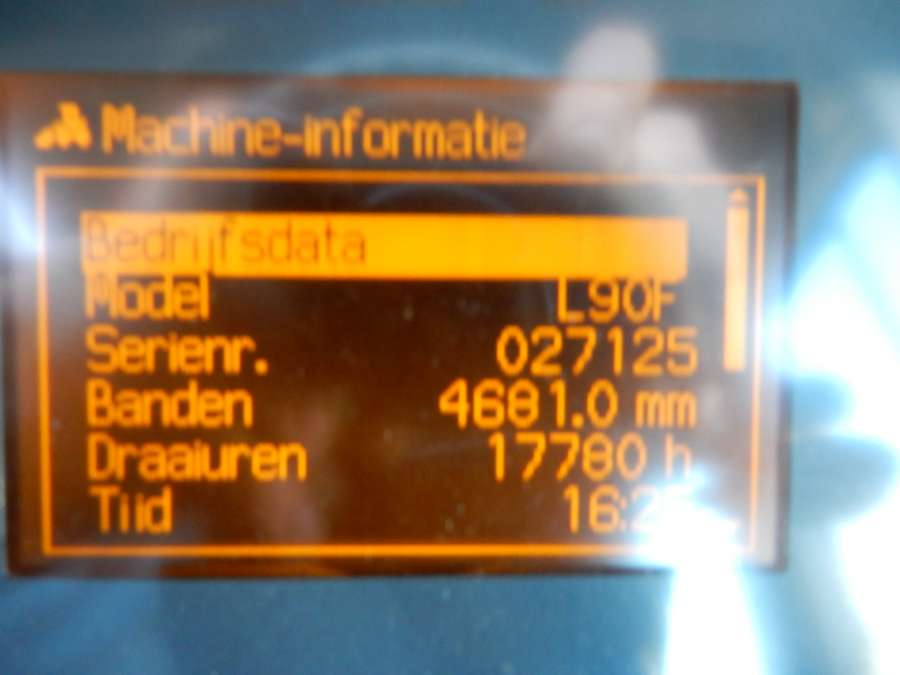 Machine-informatie
Bedrijfsdata
Model L90F
Serienr. 027125
Banden 4681.0 mm
Draaiuren 17780 h
Tijd